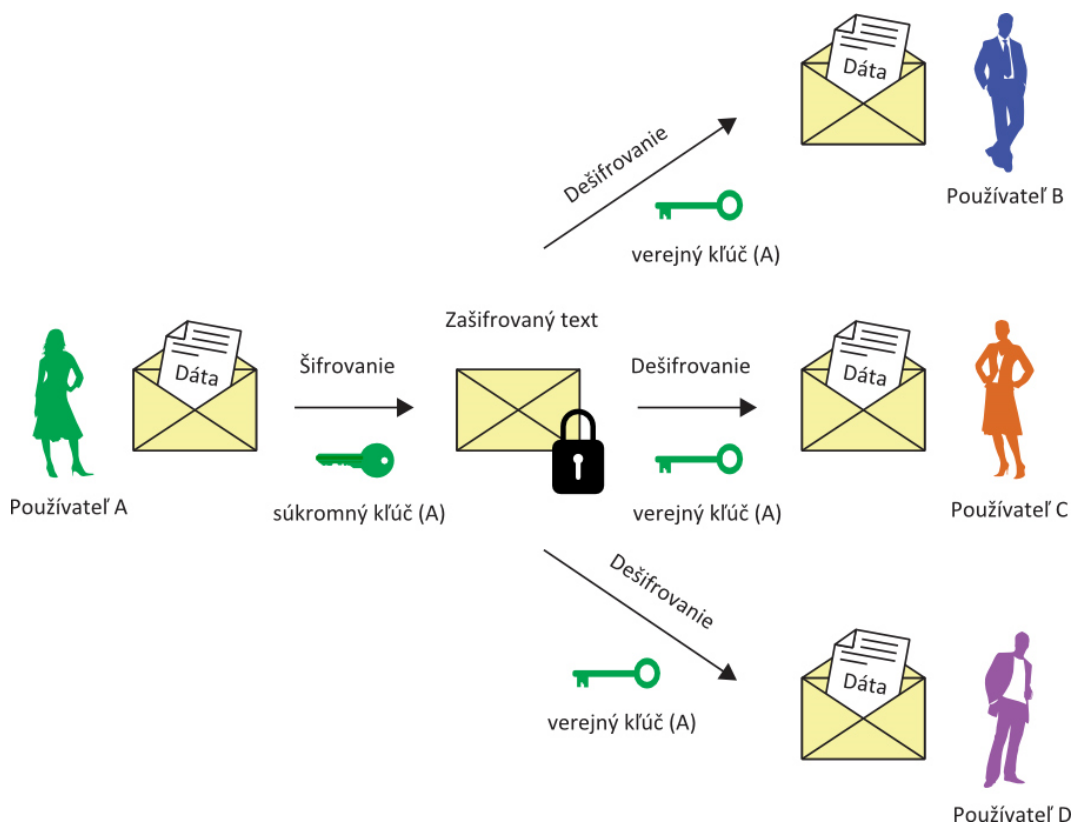 Dáta
Používateľ B
Dešifrovanie
verejný kľúč (A)
Zašifrovaný text
Dáta
Šifrovanie
Dešifrovanie
Dáta
Používateľ A
súkromný kľúč (A)
verejný kľúč (A)
Používateľ C
Dešifrovanie
verejný kľúč (A)
Dáta
Používateľ D